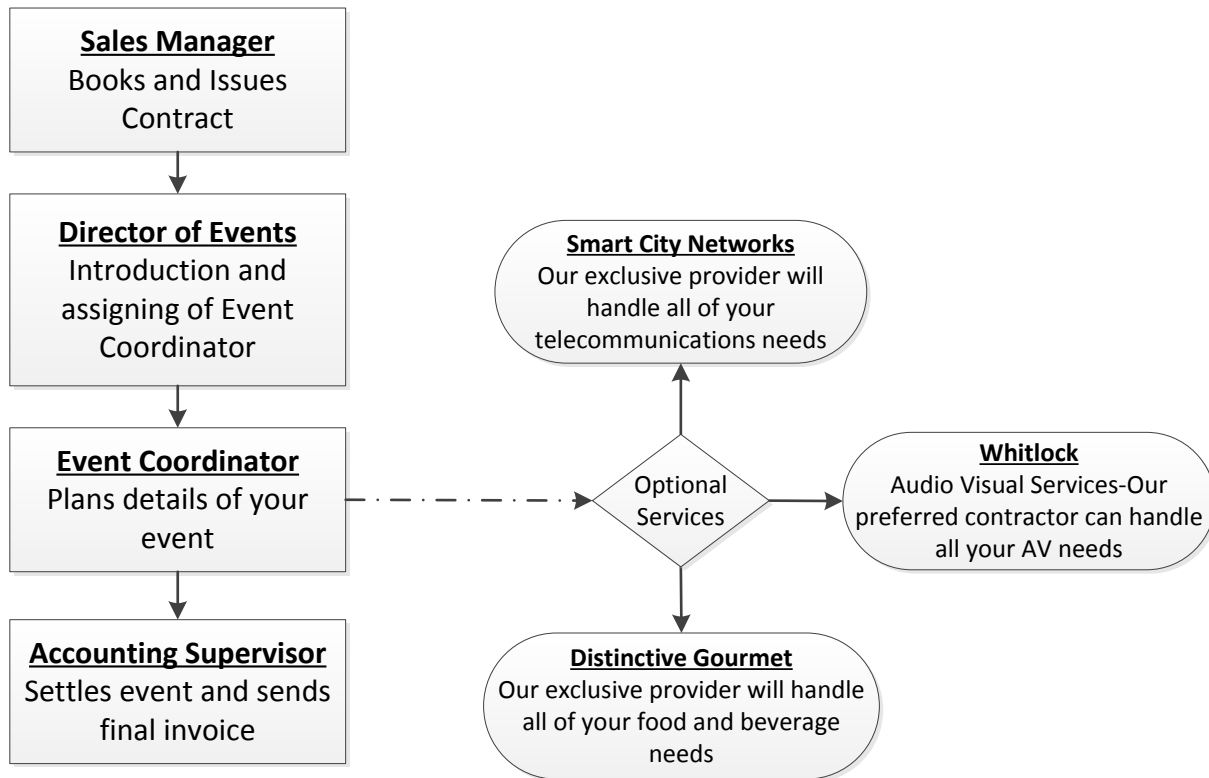 Sales Manager
Books and Issues
Contract
Director of Events
Introduction and
assigning of Event
Coordinator
Event Coordinator
Plans details of your
event
Accounting Supervisor
Settles event and sends
final invoice
Smart City Networks
Our exclusive provider will
handle all of your
telecommunications needs
Optional
Services
Whitlock
Audio Visual Services-Our
preferred contractor can handle
all your AV needs
Distinctive Gourmet
Our exclusive provider will handle
all of your food and beverage
needs